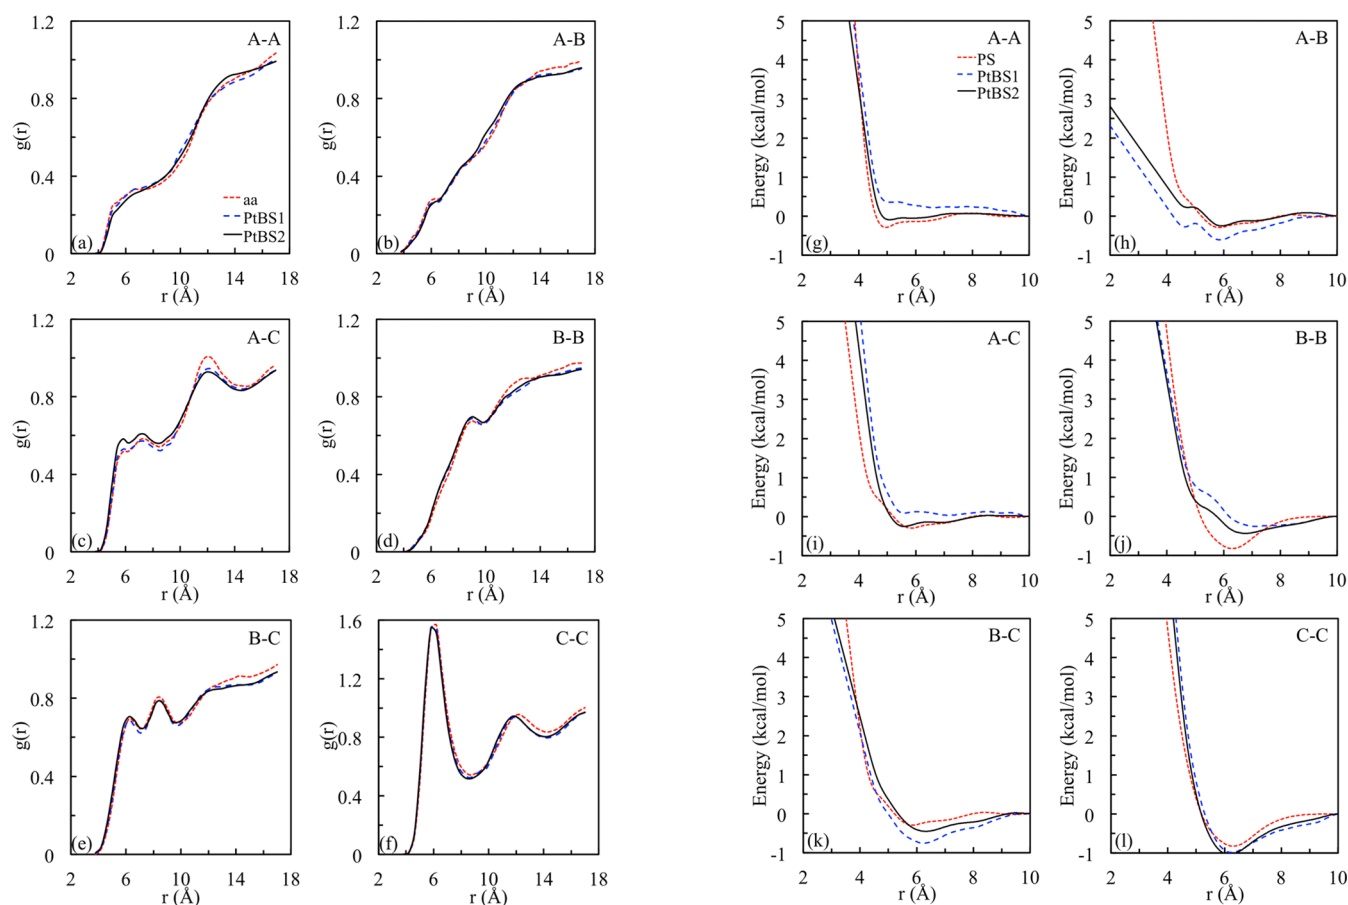 1.2
0.8
0.4
0
g(r)
A-A
aa
PtBS1
PtBS2
(a)
2 6 10 14 18
r (Å)
1.2
0.8
0.4
0
g(r)
A-B
(b)
2 6 10 14 18
r (Å)
1.2
0.8
0.4
0
g(r)
A-C
(c)
2 6 10 14 18
r (Å)
1.2
0.8
0.4
0
g(r)
B-B
(d)
2 6 10 14 18
r (Å)
1.2
0.8
0.4
0
g(r)
B-C
(e)
2 6 10 14 18
r (Å)
1.6
1.2
0.8
0.4
0
g(r)
C-C
(f)
2 6 10 14 18
r (Å)
5
4
3
2
1
0
-1
Energy (kcal/mol)
A-A
PS
PtBS1
PtBS2
(g)
2 4 6 8 10
r (Å)
5
4
3
2
1
0
-1
Energy (kcal/mol)
A-B
(h)
2 4 6 8 10
r (Å)
5
4
3
2
1
0
-1
Energy (kcal/mol)
A-C
(i)
2 4 6 8 10
r (Å)
5
4
3
2
1
0
-1
Energy (kcal/mol)
B-B
(j)
2 4 6 8 10
r (Å)
5
4
3
2
1
0
-1
Energy (kcal/mol)
B-C
(k)
2 4 6 8 10
r (Å)
5
4
3
2
1
0
-1
Energy (kcal/mol)
C-C
(l)
2 4 6 8 10
r (Å)